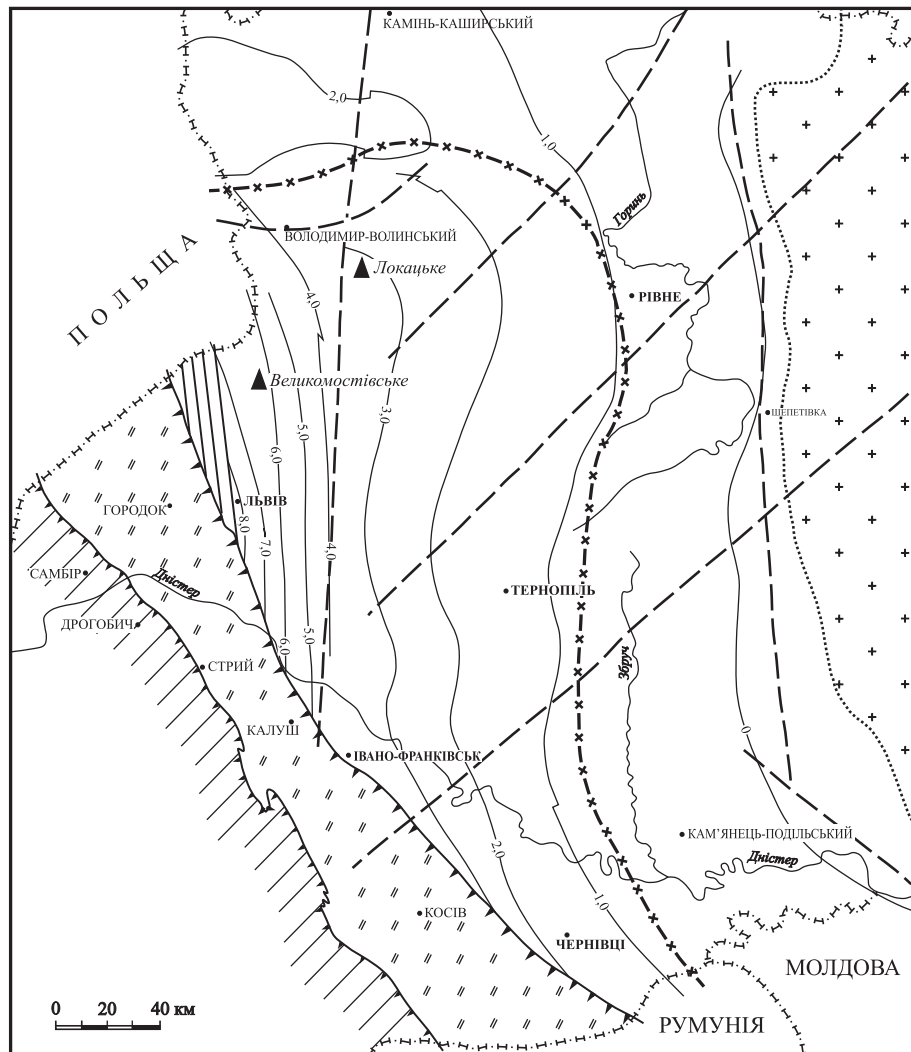 КАМІНЬ-КАШИРСЬКИЙ
2,0
1,0
Горинь
ВОЛОДИМИР-ВОЛИНСЬКИЙ
ПОЛЬЩА
Локацьке
4,0
РІВНЕ
Великомостівське
3,0
5,0
6,0
ШЕПЕТІВКА
ЛЬВІВ
ГОРОДОК
8,0
7,0
4,0
САМБІР
Дністер
ТЕРНОПІЛЬ
ДРОГОБИЧ
6,0
5,0
Збруч
СТРИЙ
КАЛУШ
0
ІВАНО-ФРАНКІВСЬК
КАМ’ЯНЕЦЬ-ПОДІЛЬСЬКИЙ
2,0
Дністер
1,0
КОСІВ
ЧЕРНІВЦІ
МОЛДОВА
0 20 40 км
РУМУНІЯ